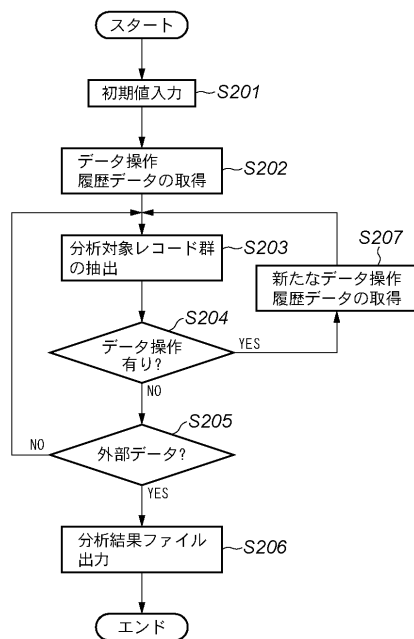 スタート
初期値入力
S201
データ操作
履歴データの取得
S202
分析対象レコード群
の抽出
S203
S207
新たなデータ操作
履歴データの取得
S204
データ操作
有り?
YES
NO
S205
外部データ?
NO
YES
分析結果ファイル
出力
S206
エンド